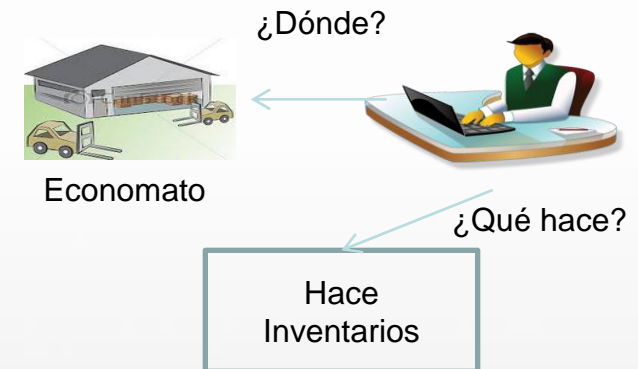 ¿Dónde?
Economato
¿Qué hace?
Hace
Inventarios